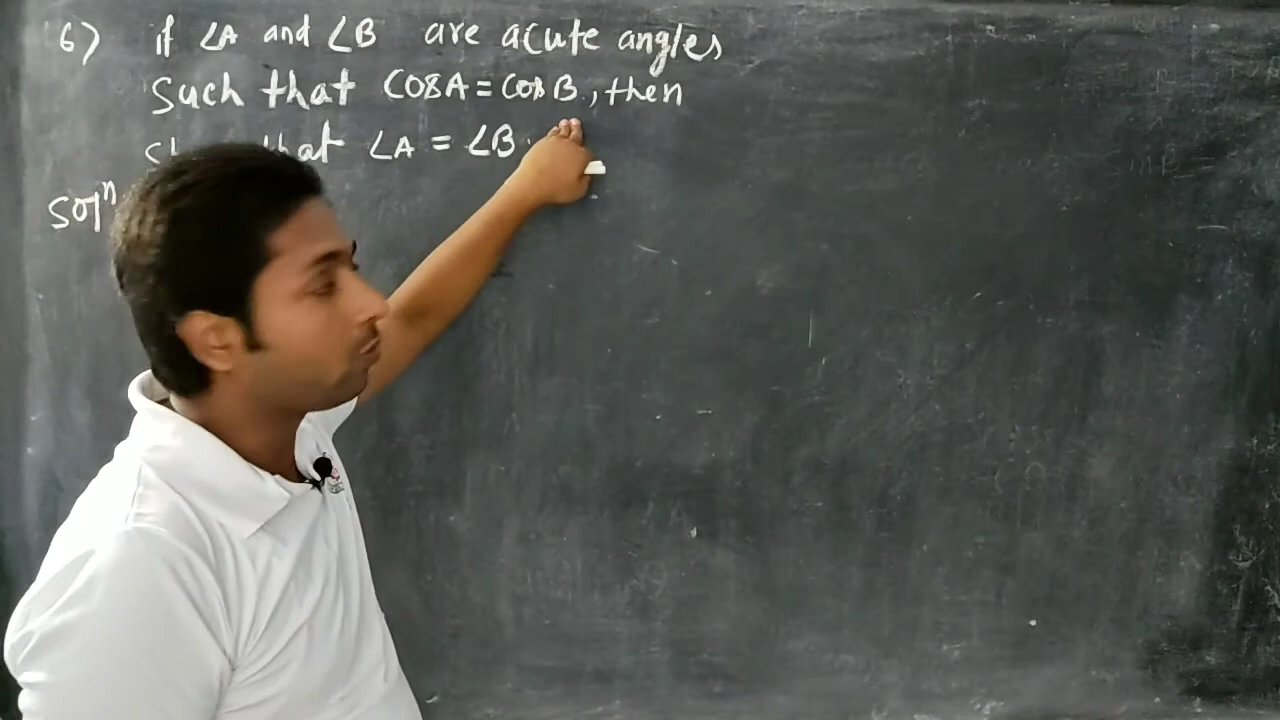 6) if ∠A and ∠B are acute angles
Such that cosA = cosB, then
that ∠A = ∠B.
Solⁿ